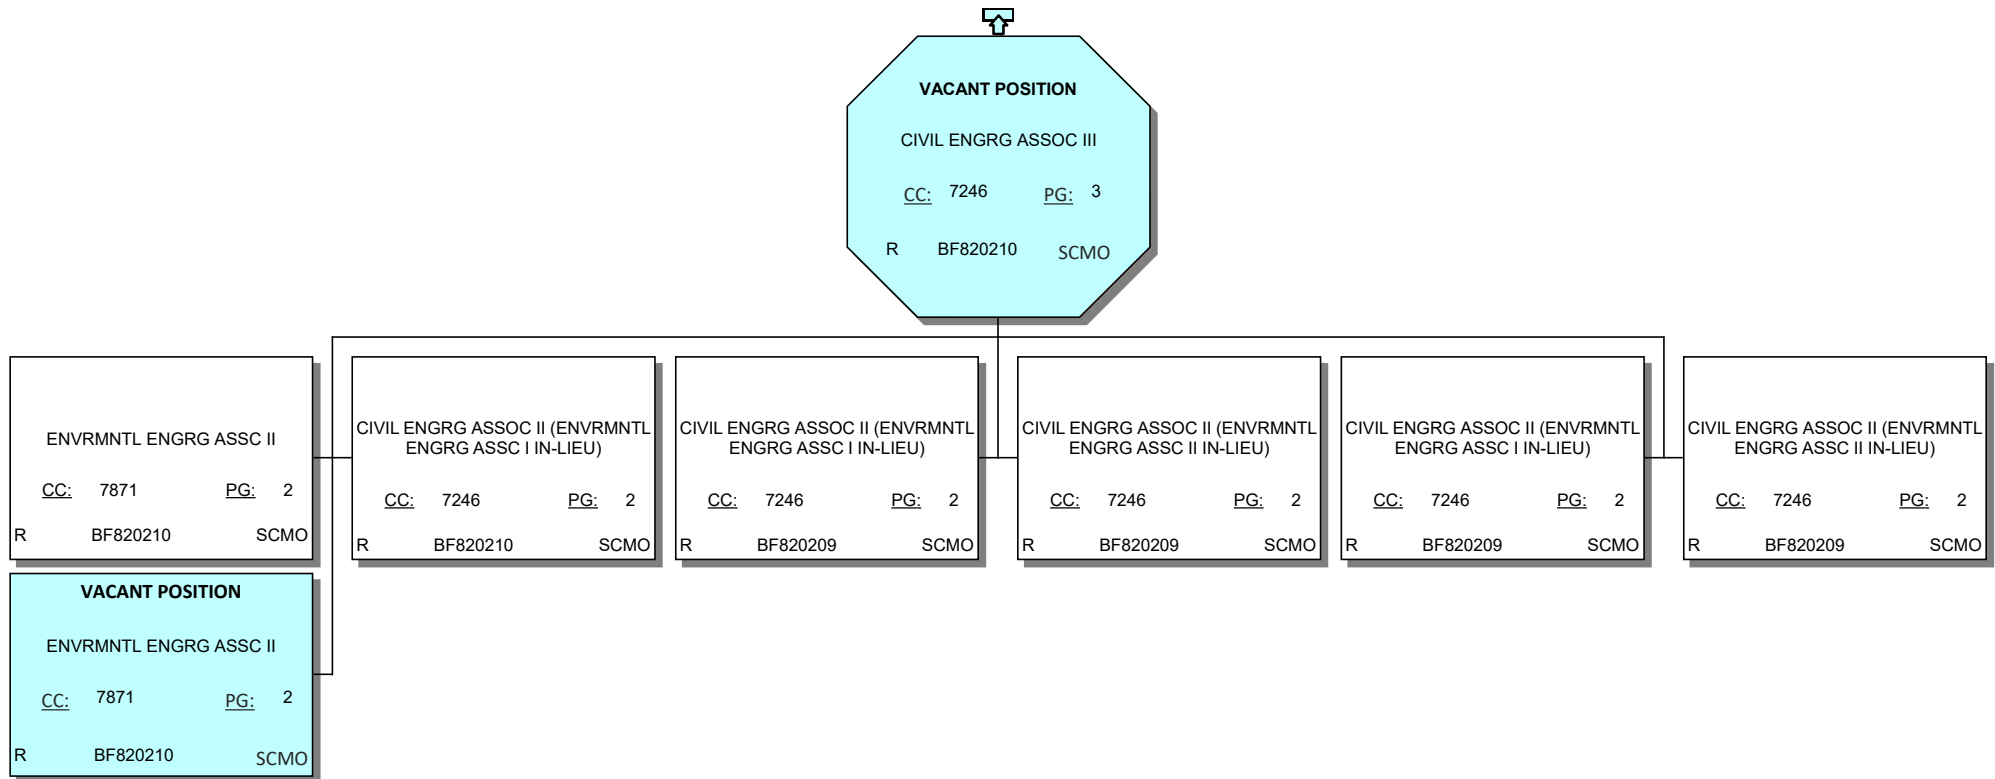 VACANT POSITION
CIVIL ENGRG ASSOC III
CC: 7246 PG: 3
R BF820210 SCMO
ENVRMNTL ENGRG ASSC II
CC: 7871 PG: 2
R BF820210 SCMO
CIVIL ENGRG ASSOC II (ENVRMNTL
ENGRG ASSC I IN-LIEU)
CC: 7246 PG: 2
R BF820210 SCMO
CIVIL ENGRG ASSOC II (ENVRMNTL
ENGRG ASSC I IN-LIEU)
CC: 7246 PG: 2
R BF820209 SCMO
CIVIL ENGRG ASSOC II (ENVRMNTL
ENGRG ASSC II IN-LIEU)
CC: 7246 PG: 2
R BF820209 SCMO
CIVIL ENGRG ASSOC II (ENVRMNTL
ENGRG ASSC I IN-LIEU)
CC: 7246 PG: 2
R BF820209 SCMO
CIVIL ENGRG ASSOC II (ENVRMNTL
ENGRG ASSC II IN-LIEU)
CC: 7246 PG: 2
R BF820209 SCMO
VACANT POSITION
ENVRMNTL ENGRG ASSC II
CC: 7871 PG: 2
R BF820210 SCMO